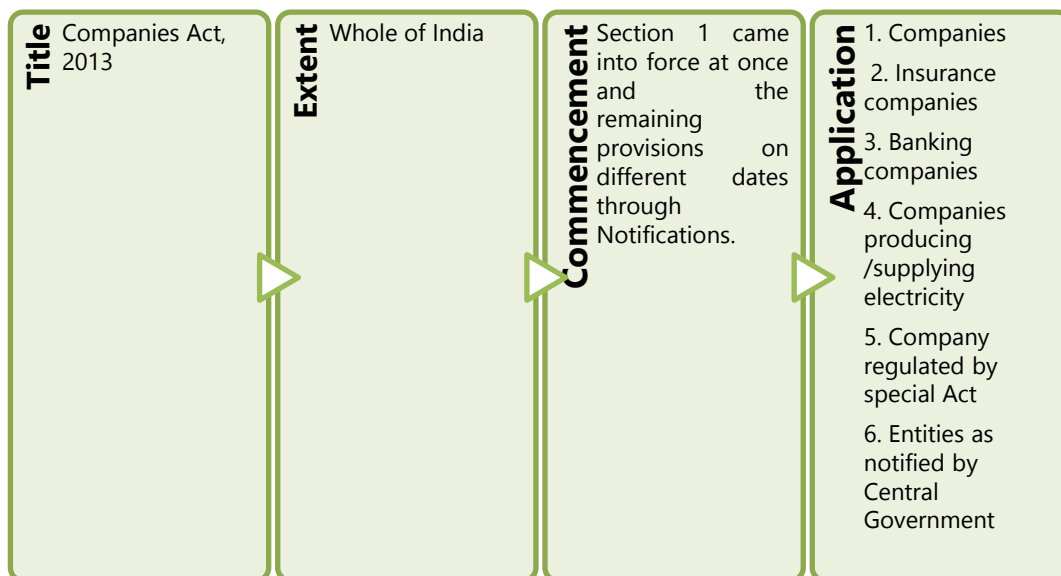 Title
Companies Act,
2013
Extent
Whole of India
Commencement
Section 1 came
into force at once
and the
remaining
provisions on
different dates
through
Notifications.
Application
1. Companies
2. Insurance
companies
3. Banking
companies
4. Companies
producing
/supplying
electricity
5. Company
regulated by
special Act
6. Entities as
notified by
Central
Government